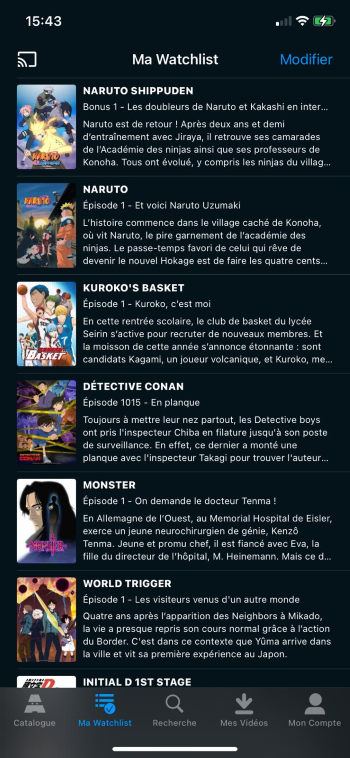 15:43
Ma Watchlist
Modifier
NARUTO SHIPPUDEN
Bonus 1 - Les doubleurs de Naruto et Kakashi en inter...
Naruto est de retour ! Après deux ans et demi
d'entraînement avec Jiraya, il retrouve ses camarades
de l'Académie des ninjas ainsi que ses professeurs de
Konoha. Tous ont évolué, y compris les ninjas du villag...
NARUTO
Épisode 1 - Et voici Naruto Uzumaki
L'histoire commence dans le village caché de Konoha,
où vit Naruto, le pire garnement de l'académie des
ninjas. Le passe-temps favori de celui qui rêve de
devenir le nouvel Hokage est de faire les quatre cents...
BASKET
KUROKO'S BASKET
Épisode 1 - Kuroko, c'est moi
En cette rentrée scolaire, le club de basket du lycée
Seirin s'active pour recruter de nouveaux membres. Et
la moisson de cette année s'annonce étonnante : sont
candidats Kagami, un joueur volcanique, et Kuroko, me...
DÉTECTIVE CONAN
Épisode 1015 - En planque
Toujours à mettre leur nez partout, les Detective boys
ont pris l'inspecteur Chiba en filature jusqu'à son poste
de surveillance. En effet, ce dernier a monté une
planque avec l'inspecteur Takagi pour trouver l'auteur...
MONSTER
Épisode 1 - On demande le docteur Tenma !
En Allemagne de l'Ouest, au Memorial Hospital de Eisler,
exerce un jeune neurochirurgien de génie, Kenzô
Tenma. Jeune et promu chef, il est fiancé avec Eva, la
fille du directeur de l'hôpital, M. Heinemann. Mais ce d...
WORLD TRIGGER
Épisode 1 - Les visiteurs venus d'un autre monde
Quatre ans après l'apparition des Neighbors à Mikado,
la vie a presque repris son cours normal grâce à l'action
du Border. C'est dans ce contexte que Yûma arrive dans
la ville et vit sa première expérience au Japon.
INITIAL D 1ST STAGE
Catalogue
Ma Watchlist
Recherche
Mes Vidéos
Mon Compte